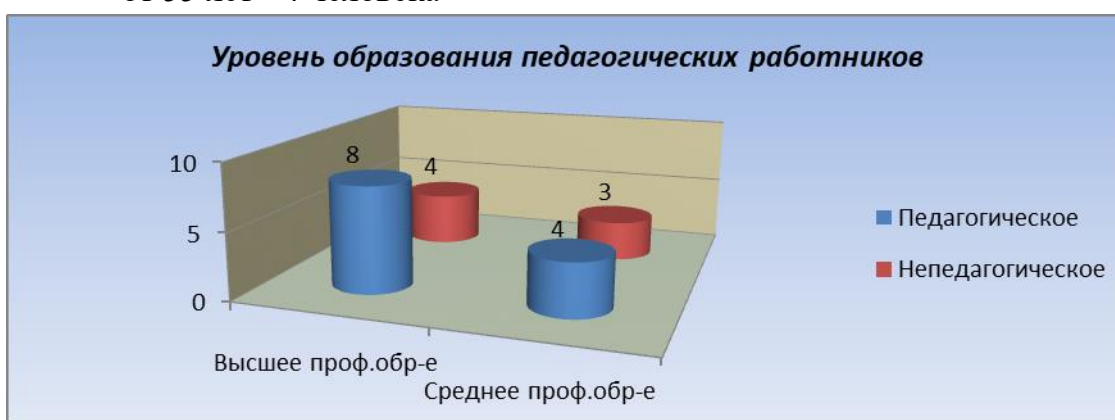 Уровень образования педагогических работников
10
5
0
8
4
4
3
Высшее проф.обр-е
Среднее проф.обр-е
Педагогическое
Непедагогическое